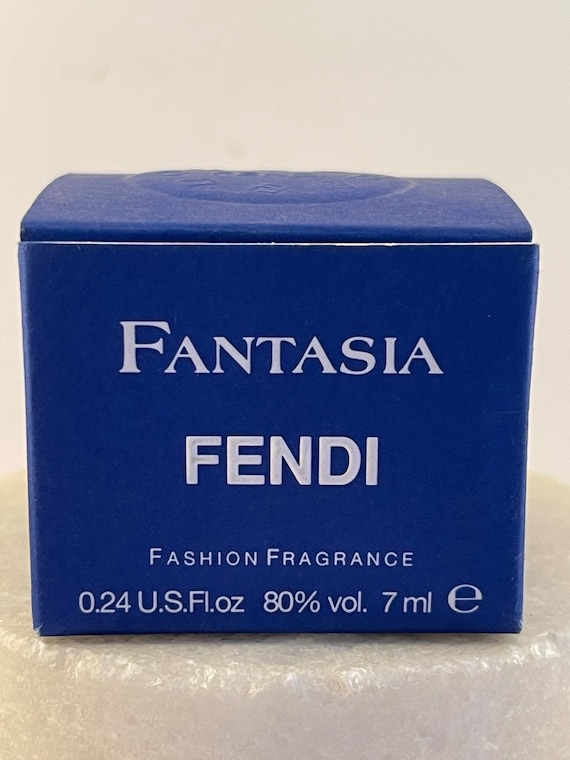 FANTASIA
FENDI
FASHION FRAGRANCE
0.24 U.S.Fl.oz 80% vol. 7 ml ℮